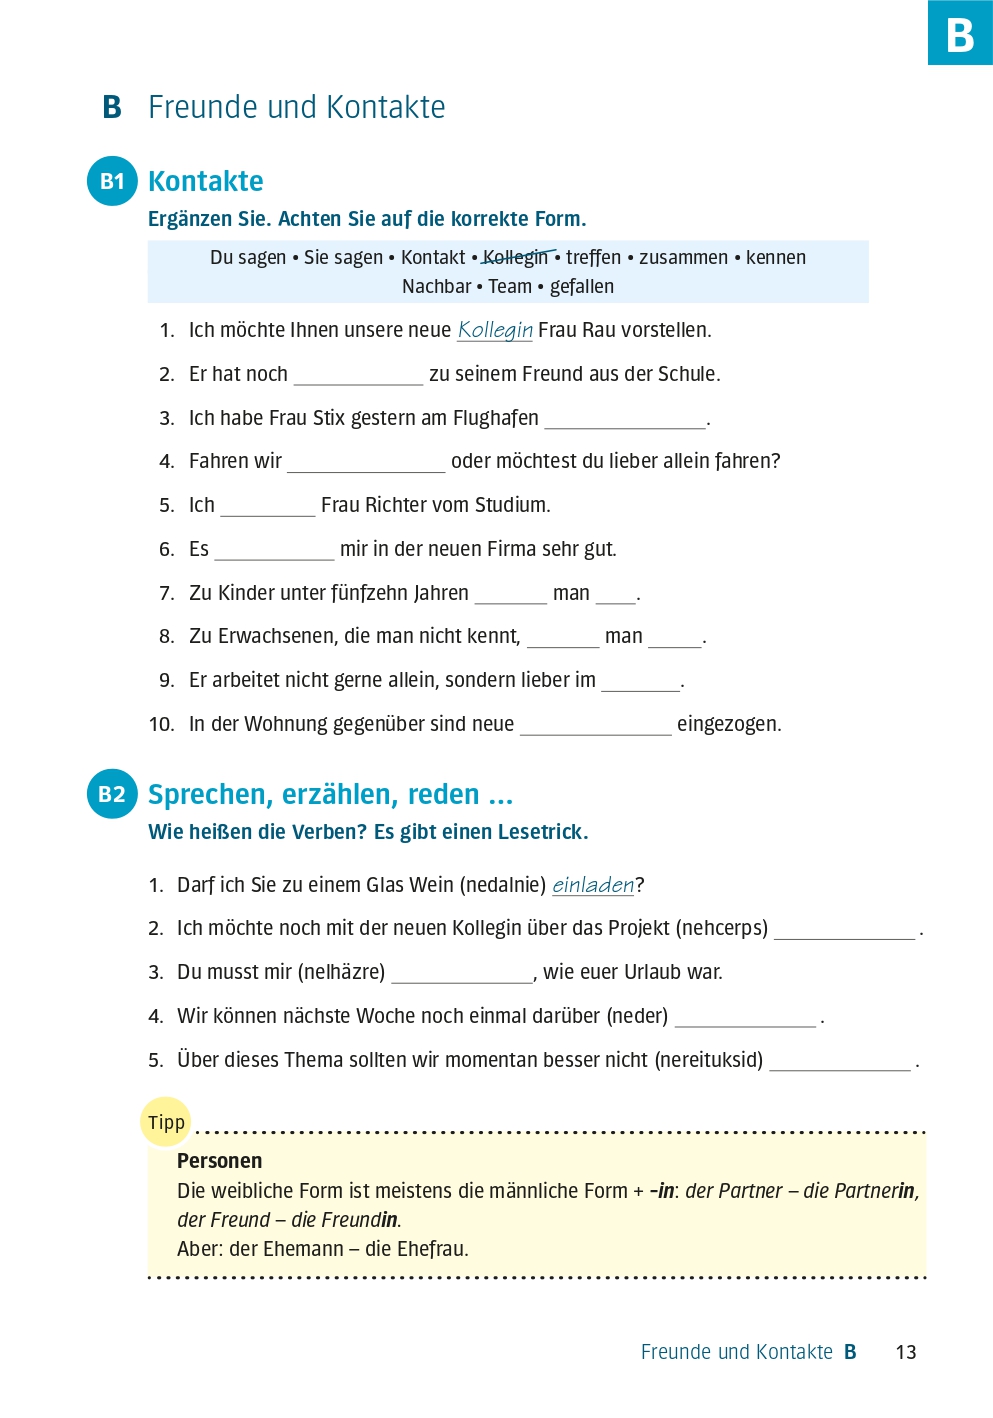 B
B Freunde und Kontakte
B1 Kontakte
Ergänzen Sie. Achten Sie auf die korrekte Form.
Du sagen • Sie sagen • Kontakt • Kollegin • treffen • zusammen • kennen
Nachbar • Team • gefallen
1. Ich möchte Ihnen unsere neue Kollegin Frau Rau vorstellen.
2. Er hat noch ____________ zu seinem Freund aus der Schule.
3. Ich habe Frau Stix gestern am Flughafen _______________.
4. Fahren wir _______________ oder möchtest du lieber allein fahren?
5. Ich _________ Frau Richter vom Studium.
6. Es ___________ mir in der neuen Firma sehr gut.
7. Zu Kinder unter fünfzehn Jahren _______ man ____.
8. Zu Erwachsenen, die man nicht kennt, _______ man _____.
9. Er arbeitet nicht gerne allein, sondern lieber im _______.
10. In der Wohnung gegenüber sind neue ______________ eingezogen.
B2 Sprechen, erzählen, reden ...
Wie heißen die Verben? Es gibt einen Lesetrick.
1. Darf ich Sie zu einem Glas Wein (nedalnie) einladen?
2. Ich möchte noch mit der neuen Kollegin über das Projekt (nehcerps) _____________ .
3. Du musst mir (nelhäzre) _____________, wie euer Urlaub war.
4. Wir können nächste Woche noch einmal darüber (neder) _____________ .
5. Über dieses Thema sollten wir momentan besser nicht (nereituksid) _____________ .
Tipp
Personen
Die weibliche Form ist meistens die männliche Form + -in: der Partner – die Partnerin,
der Freund – die Freundin.
Aber: der Ehemann – die Ehefrau.
Freunde und Kontakte B 13